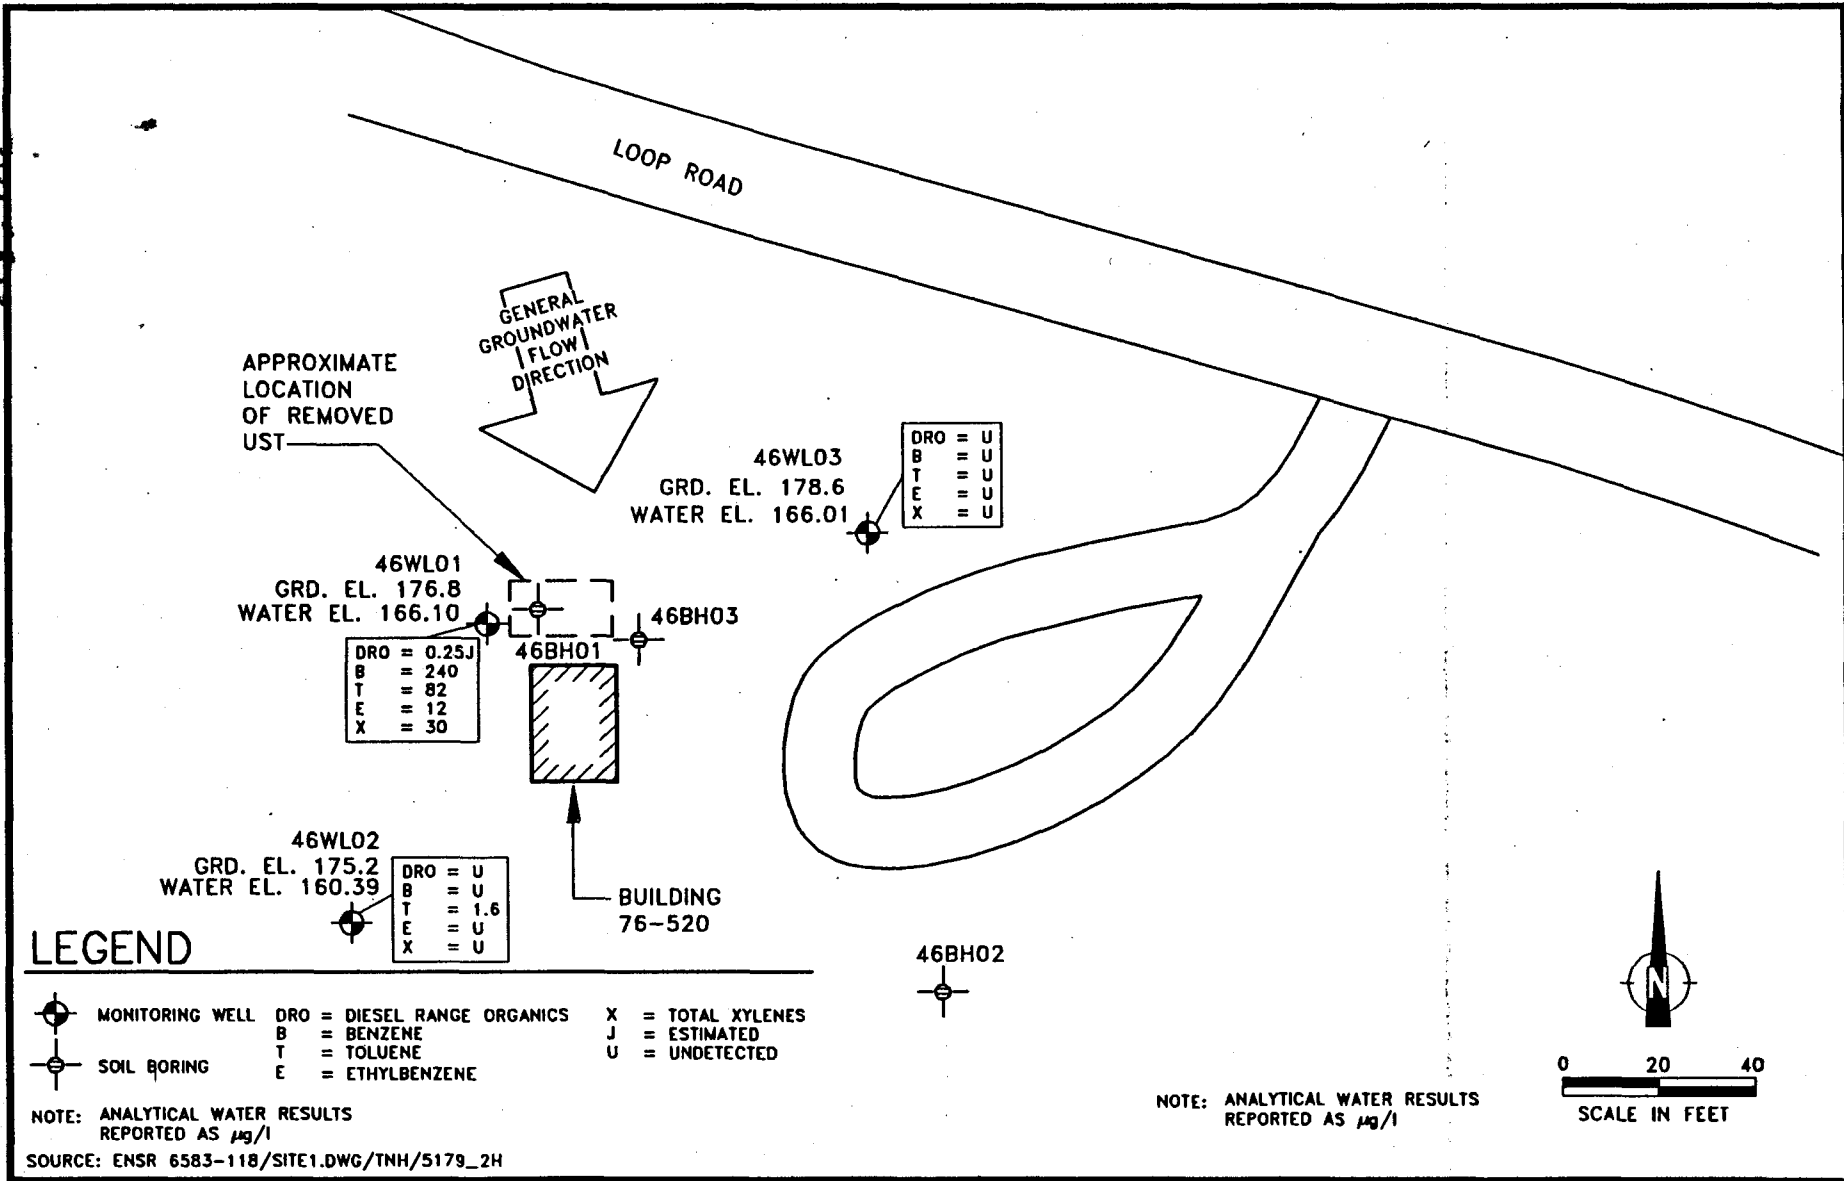 LOOP ROAD
GENERAL
GROUNDWATER
FLOW
DIRECTION
APPROXIMATE
LOCATION
OF REMOVED
UST
46WL03
GRD. EL. 178.6
WATER EL. 166.01
DRO = U
B = U
T = U
E = U
X = U
46WL01
GRD. EL. 176.8
WATER EL. 166.10
DRO = 0.25J
B = 240
T = 82
E = 12
X = 30
46BH01
46BH03
46WL02
GRD. EL. 175.2
WATER EL. 160.39
DRO = U
B = U
T = 1.6
E = U
X = U
BUILDING
76-520
46BH02
LEGEND
MONITORING WELL
SOIL BORING
DRO = DIESEL RANGE ORGANICS
B = BENZENE
T = TOLUENE
E = ETHYLBENZENE
X = TOTAL XYLENES
J = ESTIMATED
U = UNDETECTED
NOTE: ANALYTICAL WATER RESULTS
REPORTED AS µg/l
SOURCE: ENSR 6583-118/SITE1.DWG/TNH/5179_2H
NOTE: ANALYTICAL WATER RESULTS
REPORTED AS µg/l
N
0 20 40
SCALE IN FEET